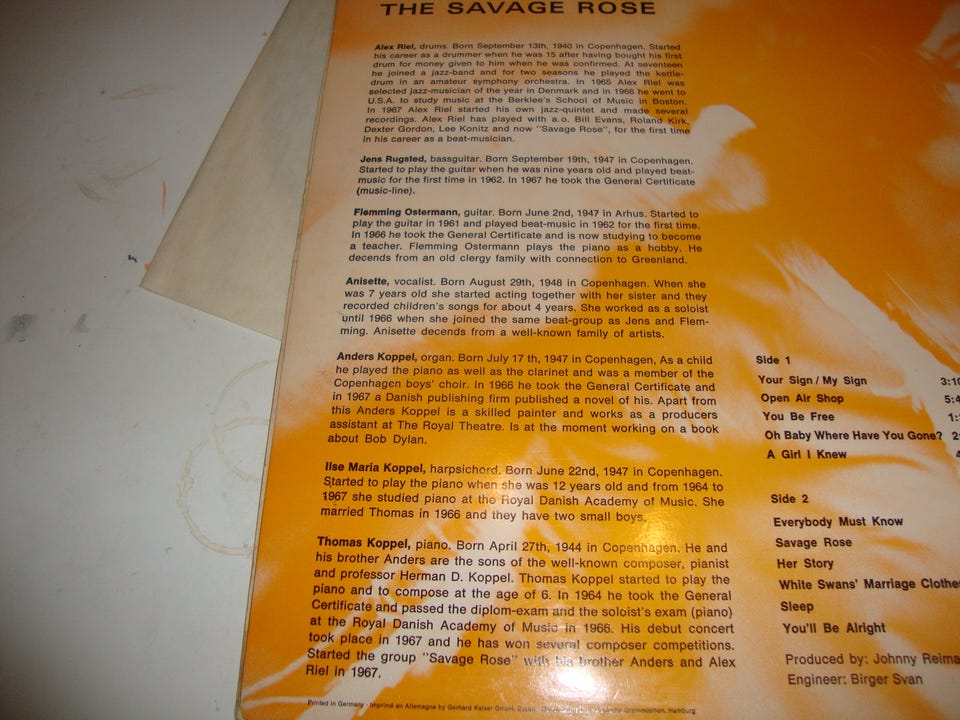 THE SAVAGE ROSE
Alex Riel, drums. Born September 13th, 1940 in Copenhagen. Started
his career as a drummer when he was 15 after having bought his first
drum for money given to him when he was confirmed. At seventeen
he joined a jazz-band and for two seasons he played the kettle-
drum in an amateur symphony orchestra. In 1965 Alex Riel was
selected jazz-musician of the year in Denmark and in 1966 he went to
U.S.A. to study music at the Berklee's School of Music in Boston.
In 1967 Alex Riel started his own jazz-quintet and made several
recordings. Alex Riel has played with a.o. Bill Evans, Roland Kirk,
Dexter Gordon, Lee Konitz and now "Savage Rose", for the first time
in his career as a beat-musician.
Jens Rugsted, bassguitar. Born September 19th, 1947 in Copenhagen.
Started to play the guitar when he was nine years old and played beat-
music for the first time in 1962. In 1967 he took the General Certificate
(music-line).
Flemming Ostermann, guitar. Born June 2nd, 1947 in Arhus. Started to
play the guitar in 1961 and played beat-music in 1962 for the first time.
In 1966 he took the General Certificate and is now studying to become
a teacher. Flemming Ostermann plays the piano as a hobby. He
decends from an old clergy family with connection to Greenland.
Anisette, vocalist. Born August 29th, 1948 in Copenhagen. When she
was 7 years old she started acting together with her sister and they
recorded children's songs for about 4 years. She worked as a soloist
until 1966 when she joined the same beat-group as Jens and Flem-
ming. Anisette decends from a well-known family of artists.
Anders Koppel, organ. Born July 17 th, 1947 in Copenhagen, As a child
he played the piano as well as the clarinet and was a member of the
Copenhagen boys' choir. In 1966 he took the General Certificate and
in 1967 a Danish publishing firm published a novel of his. Apart from
this Anders Koppel is a skilled painter and works as a producers
assistant at The Royal Theatre. Is at the moment working on a book
about Bob Dylan.
Ilse Maria Koppel, harpsichord. Born June 22nd, 1947 in Copenhagen.
Started to play the piano when she was 12 years old and from 1964 to
1967 she studied piano at the Royal Danish Academy of Music. She
married Thomas in 1966 and they have two small boys.
Thomas Koppel, piano. Born April 27th, 1944 in Copenhagen. He and
his brother Anders are the sons of the well-known composer, pianist
and professor Herman D. Koppel. Thomas Koppel started to play the
piano and to compose at the age of 6. In 1964 he took the General
Certificate and passed the diplom-exam and the soloist's exam (piano)
at the Royal Danish Academy of Music in 1966. His debut concert
took place in 1967 and he has won several composer competitions.
Started the group "Savage Rose" with his brother Anders and Alex
Riel in 1967.
Printed in Germany · Imprimé en Allemagne by Gerhard Kaiser GmbH, Essen Hamburg
Side 1
Your Sign / My Sign 3:10
Open Air Shop 5:4
You Be Free 1:
Oh Baby Where Have You Gone? 2:
A Girl I Knew 4
Side 2
Everybody Must Know
Savage Rose
Her Story
White Swans' Marriage Clothe
Sleep
You'll Be Alright
Produced by: Johnny Reima
Engineer: Birger Svan